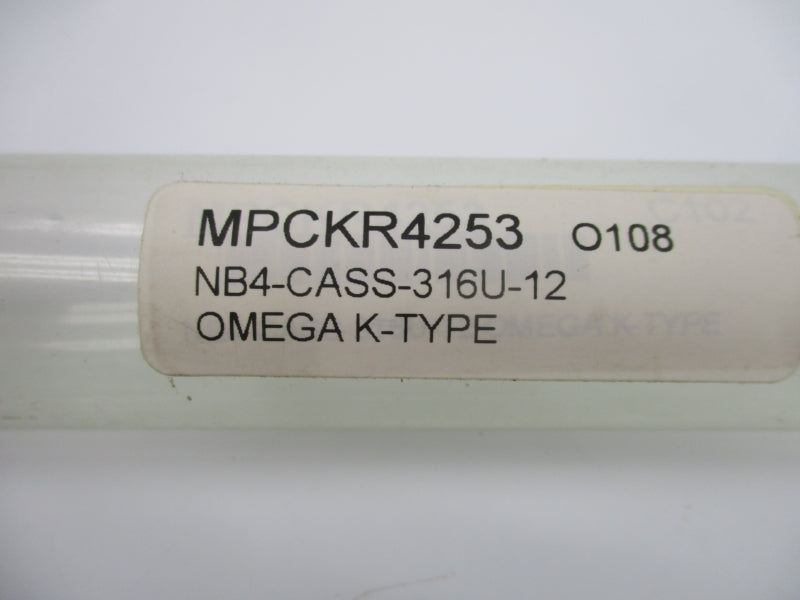 MPCKR4253 O108
NB4-CASS-316U-12
OMEGA K-TYPE